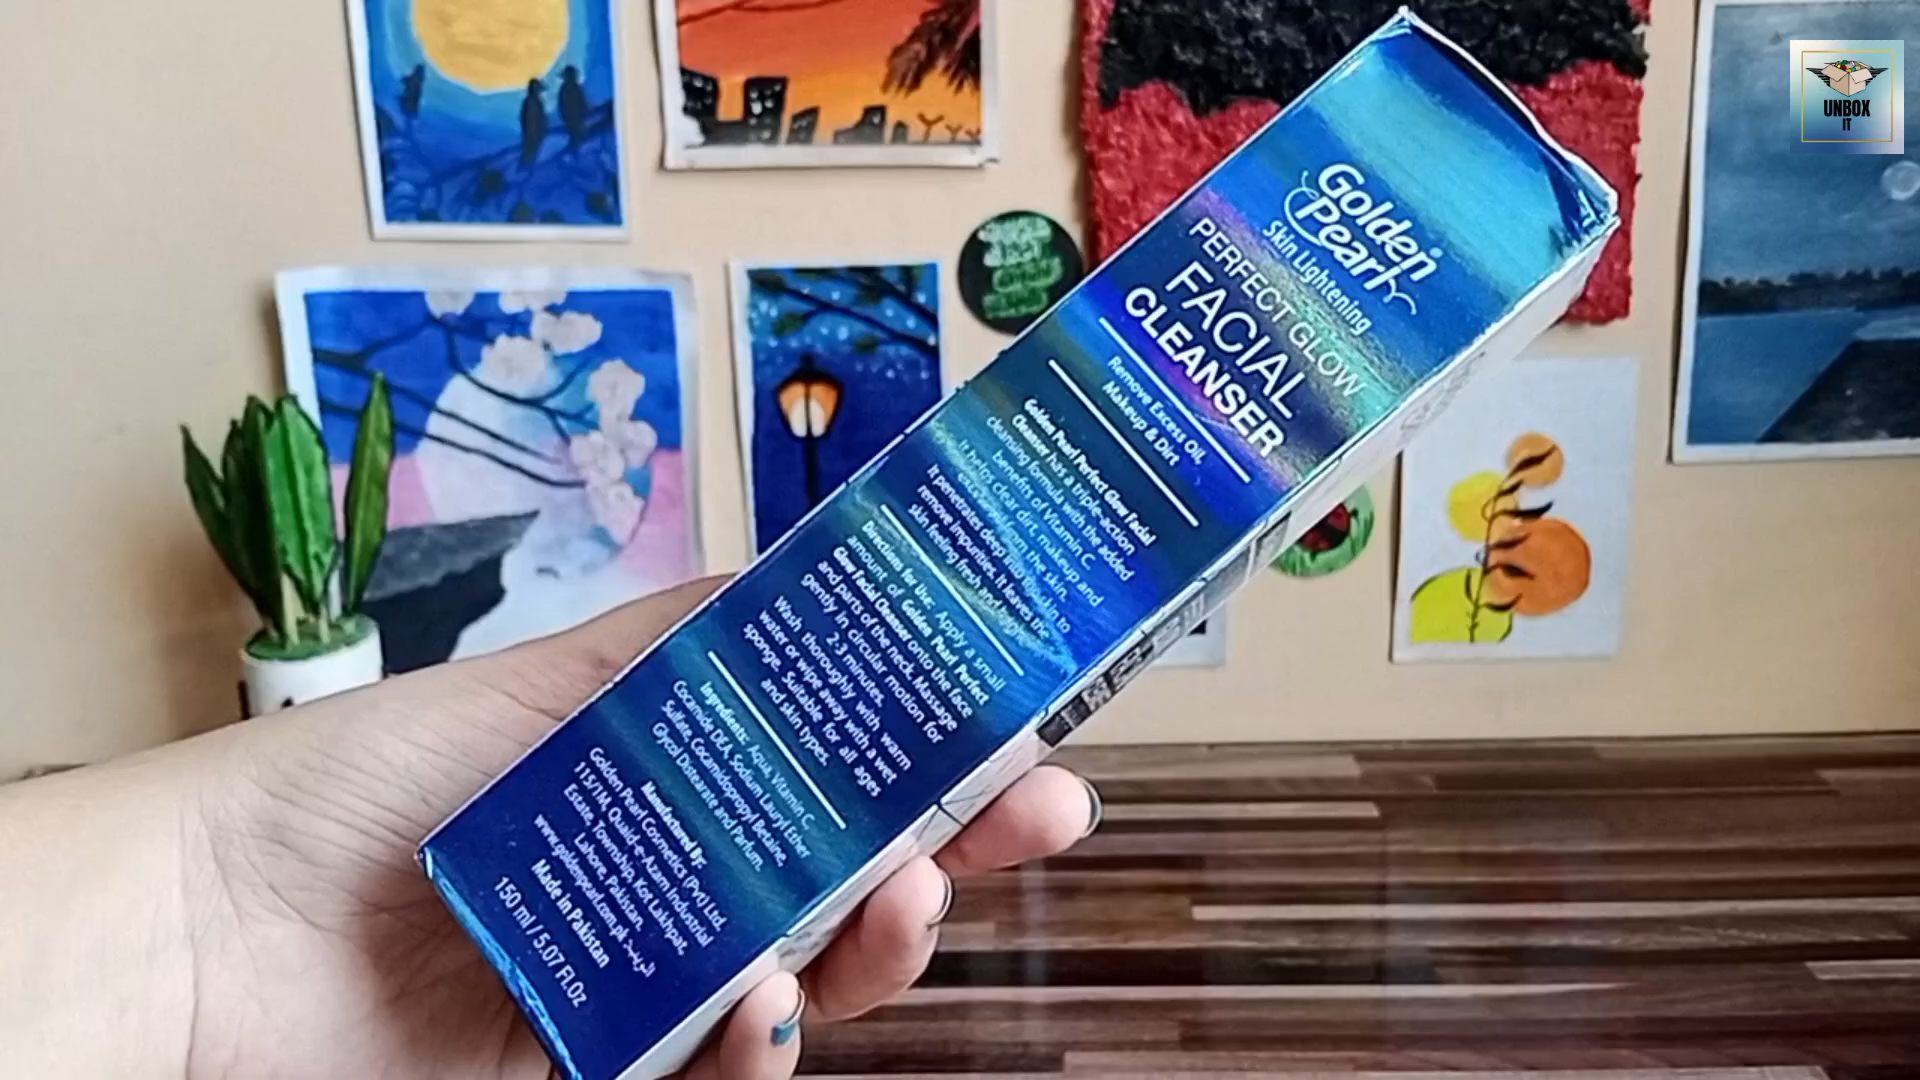 Golden
Pearl
Skin Lightening
PERFECT GLOW
FACIAL
CLEANSER
Remove Excess Oil,
Makeup & Dirt
Golden Pearl Perfect Glow Facial
Cleanser has a triple-action
cleansing formula with the added
benefits of Vitamin C.
It helps clear dirt, makeup and
excess oil from the skin.
It penetrates deep into the skin to
remove impurities. It leaves the
skin feeling fresh and
Directions for Use: Apply a small
amount of Golden Pearl Perfect
Glow Facial Cleanser onto the face
and parts of the neck. Massage
gently in circular motion for
2-3 minutes.
Wash thoroughly with warm
water or wipe away with a wet
sponge. Suitable for all ages
and skin types.
Ingredients: Aqua, Vitamin C,
Cocamide DEA, Sodium Lauryl Ether
Sulfate, Cocamidopropyl Betaine,
Glycol Distearate and Parfum.
Manufactured By:
Golden Pearl Cosmetics (Pvt) Ltd.
115/1M, Quaid-e-Azam Industrial
Estate, Township, Kot Lakhpat,
Lahore, Pakistan.
www.goldenpearl.com.pk
Made in Pakistan
150 ml / 5.07 Fl.Oz
UNBOX
IT